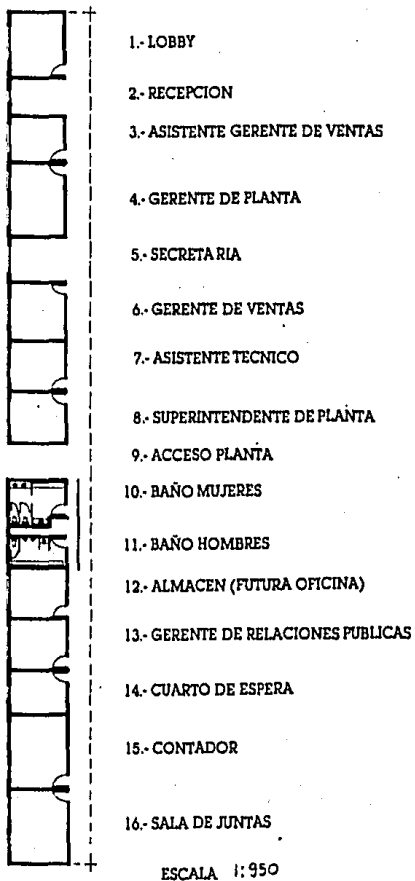 1.- LOBBY
2.- RECEPCION
3.- ASISTENTE GERENTE DE VENTAS
4.- GERENTE DE PLANTA
5.- SECRETARIA
6.- GERENTE DE VENTAS
7.- ASISTENTE TECNICO
8.- SUPERINTENDENTE DE PLANTA
9.- ACCESO PLANTA
10.- BAÑO MUJERES
11.- BAÑO HOMBRES
12.- ALMACEN (FUTURA OFICINA)
13.- GERENTE DE RELACIONES PUBLICAS
14.- CUARTO DE ESPERA
15.- CONTADOR
16.- SALA DE JUNTAS
ESCALA 1:950